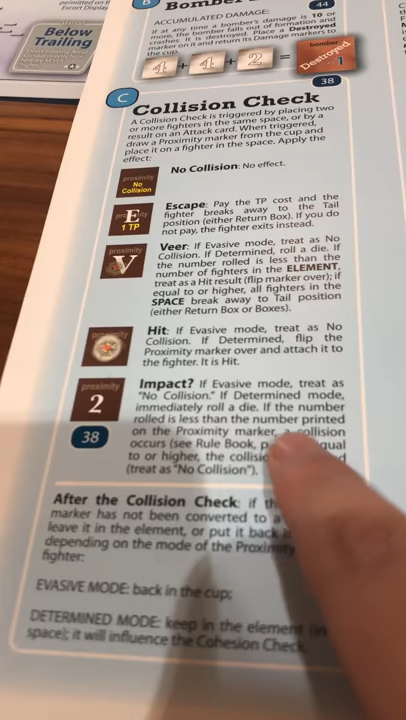 permitted on t
Escort Display
Below
Trailing
B
Bomber
44
ACCUMULATED DAMAGE:
If at any time a bomber's damage is 10 or
more, the bomber falls out of formation and
crashes. It is destroyed. Place a Destroyed
marker on it and return its Damage markers to
the cup.
4 + 4 + 2 =
bomber
Destroyed
1
38
C
Collision Check
A Collision Check is triggered by placing two
or more fighters in the same space, or by a
result on an Attack card. When triggered,
draw a Proximity marker from the cup and
place it on a fighter in the space. Apply the
effect:
proximity
No
Collision
No Collision: No effect.
proximity
E
1 TP
Escape: Pay the TP cost and the
fighter breaks away to the Tail
position (either Return Box). If you do
not pay, the fighter exits instead.
proximity
V
Veer: If Evasive mode, treat as No
Collision. If Determined, roll a die. If
the number rolled is less than the
number of fighters in the ELEMENT,
treat as a Hit result (flip marker over); if
equal to or higher, all fighters in the
SPACE break away to Tail position
(either Return Box or Boxes).
proximity
Hit: If Evasive mode, treat as No
Collision. If Determined, flip the
Proximity marker over and attach it to
the fighter. It is Hit.
proximity
2
38
Impact? If Evasive mode, treat as
"No Collision." If Determined mode,
immediately roll a die. If the number
rolled is less than the number printed
on the Proximity marker, a collision
occurs (see Rule Book, p. equal
to or higher, the collisio
(treat as "No Collision").
After the Collision Check: if th
marker has not been converted to a
leave it in the element, or put it back
depending on the mode of the Proximity
fighter:
EVASIVE MODE: back in the cup;
DETERMINED MODE: keep in the element (in
space); it will influence the Cohesion Check.